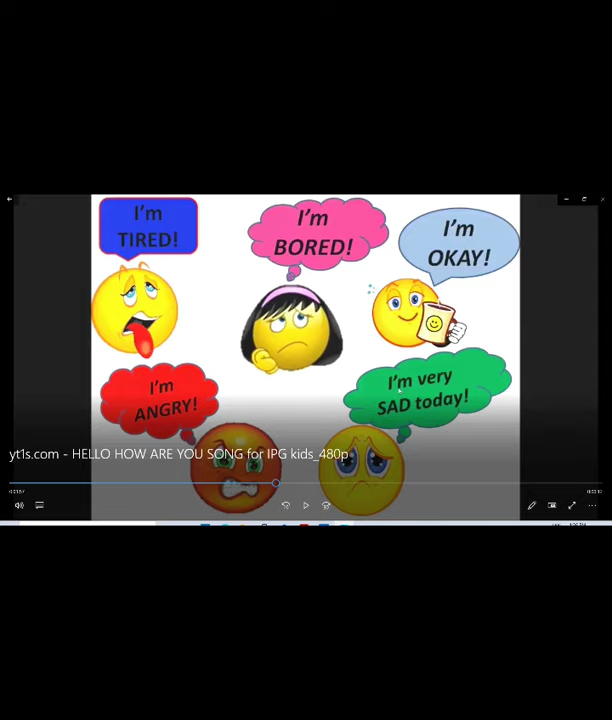 I'm
TIRED!
I'm
BORED!
I'm
OKAY!
I'm
ANGRY!
I'm very
SAD today!
yt1s.com - HELLO HOW ARE YOU SONG for IPG kids_480p